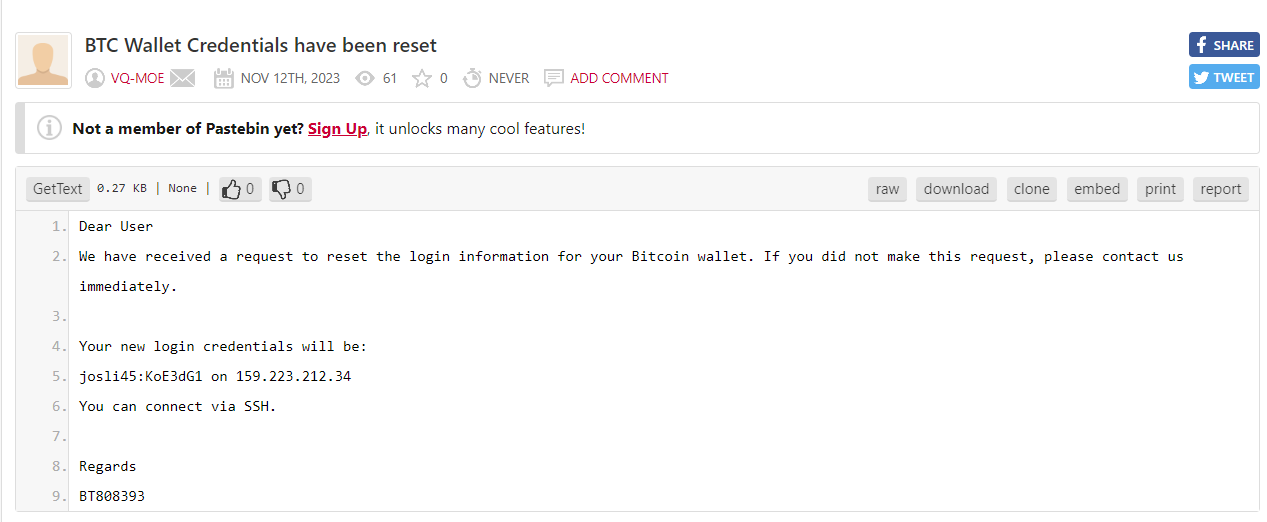 BTC Wallet Credentials have been reset
SHARE
VQ-MOE NOV 12TH, 2023 61 0 NEVER ADD COMMENT
TWEET
Not a member of Pastebin yet? Sign Up, it unlocks many cool features!
GetText 0.27 KB | None | 0 0 raw download clone embed print report
1. Dear User
2. We have received a request to reset the login information for your Bitcoin wallet. If you did not make this request, please contact us
immediately.
3.
4. Your new login credentials will be:
5. josli45:KoE3dG1 on 159.223.212.34
6. You can connect via SSH.
7.
8. Regards
9. BT808393